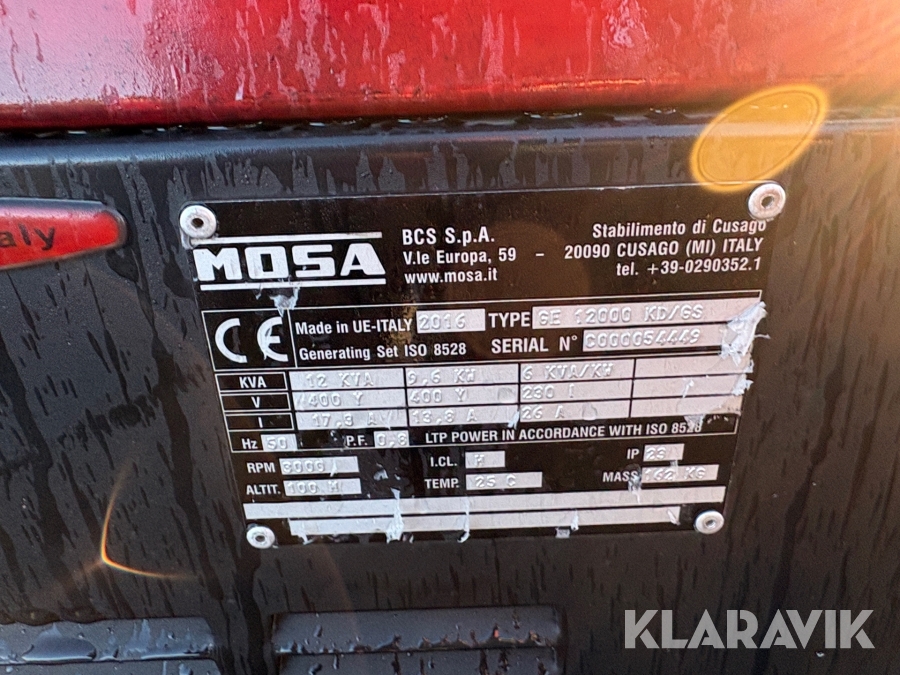 aly
MOSA
BCS S.p.A.
V.le Europa, 59 - 20090 CUSAGO (MI) ITALY
www.mosa.it
Stabilimento di Cusago
tel. +39-0290352.1
CE
Made in UE-ITALY 2016 TYPE GE 12000 KD/GS
Generating Set ISO 8528 SERIAL N° C000054449
KVA 12 KVA 9,6 KW 6 KVA/KW
V 400 Y 400 Y 230 I
I 17,3 A 13,8 A 26 A
Hz 50 P.F. 0,8 LTP POWER IN ACCORDANCE WITH ISO 8528
RPM 3000 I.CL. H IP 23
ALTIT. 100 M TEMP. 25 C MASS 162 KG
KLARAVIK